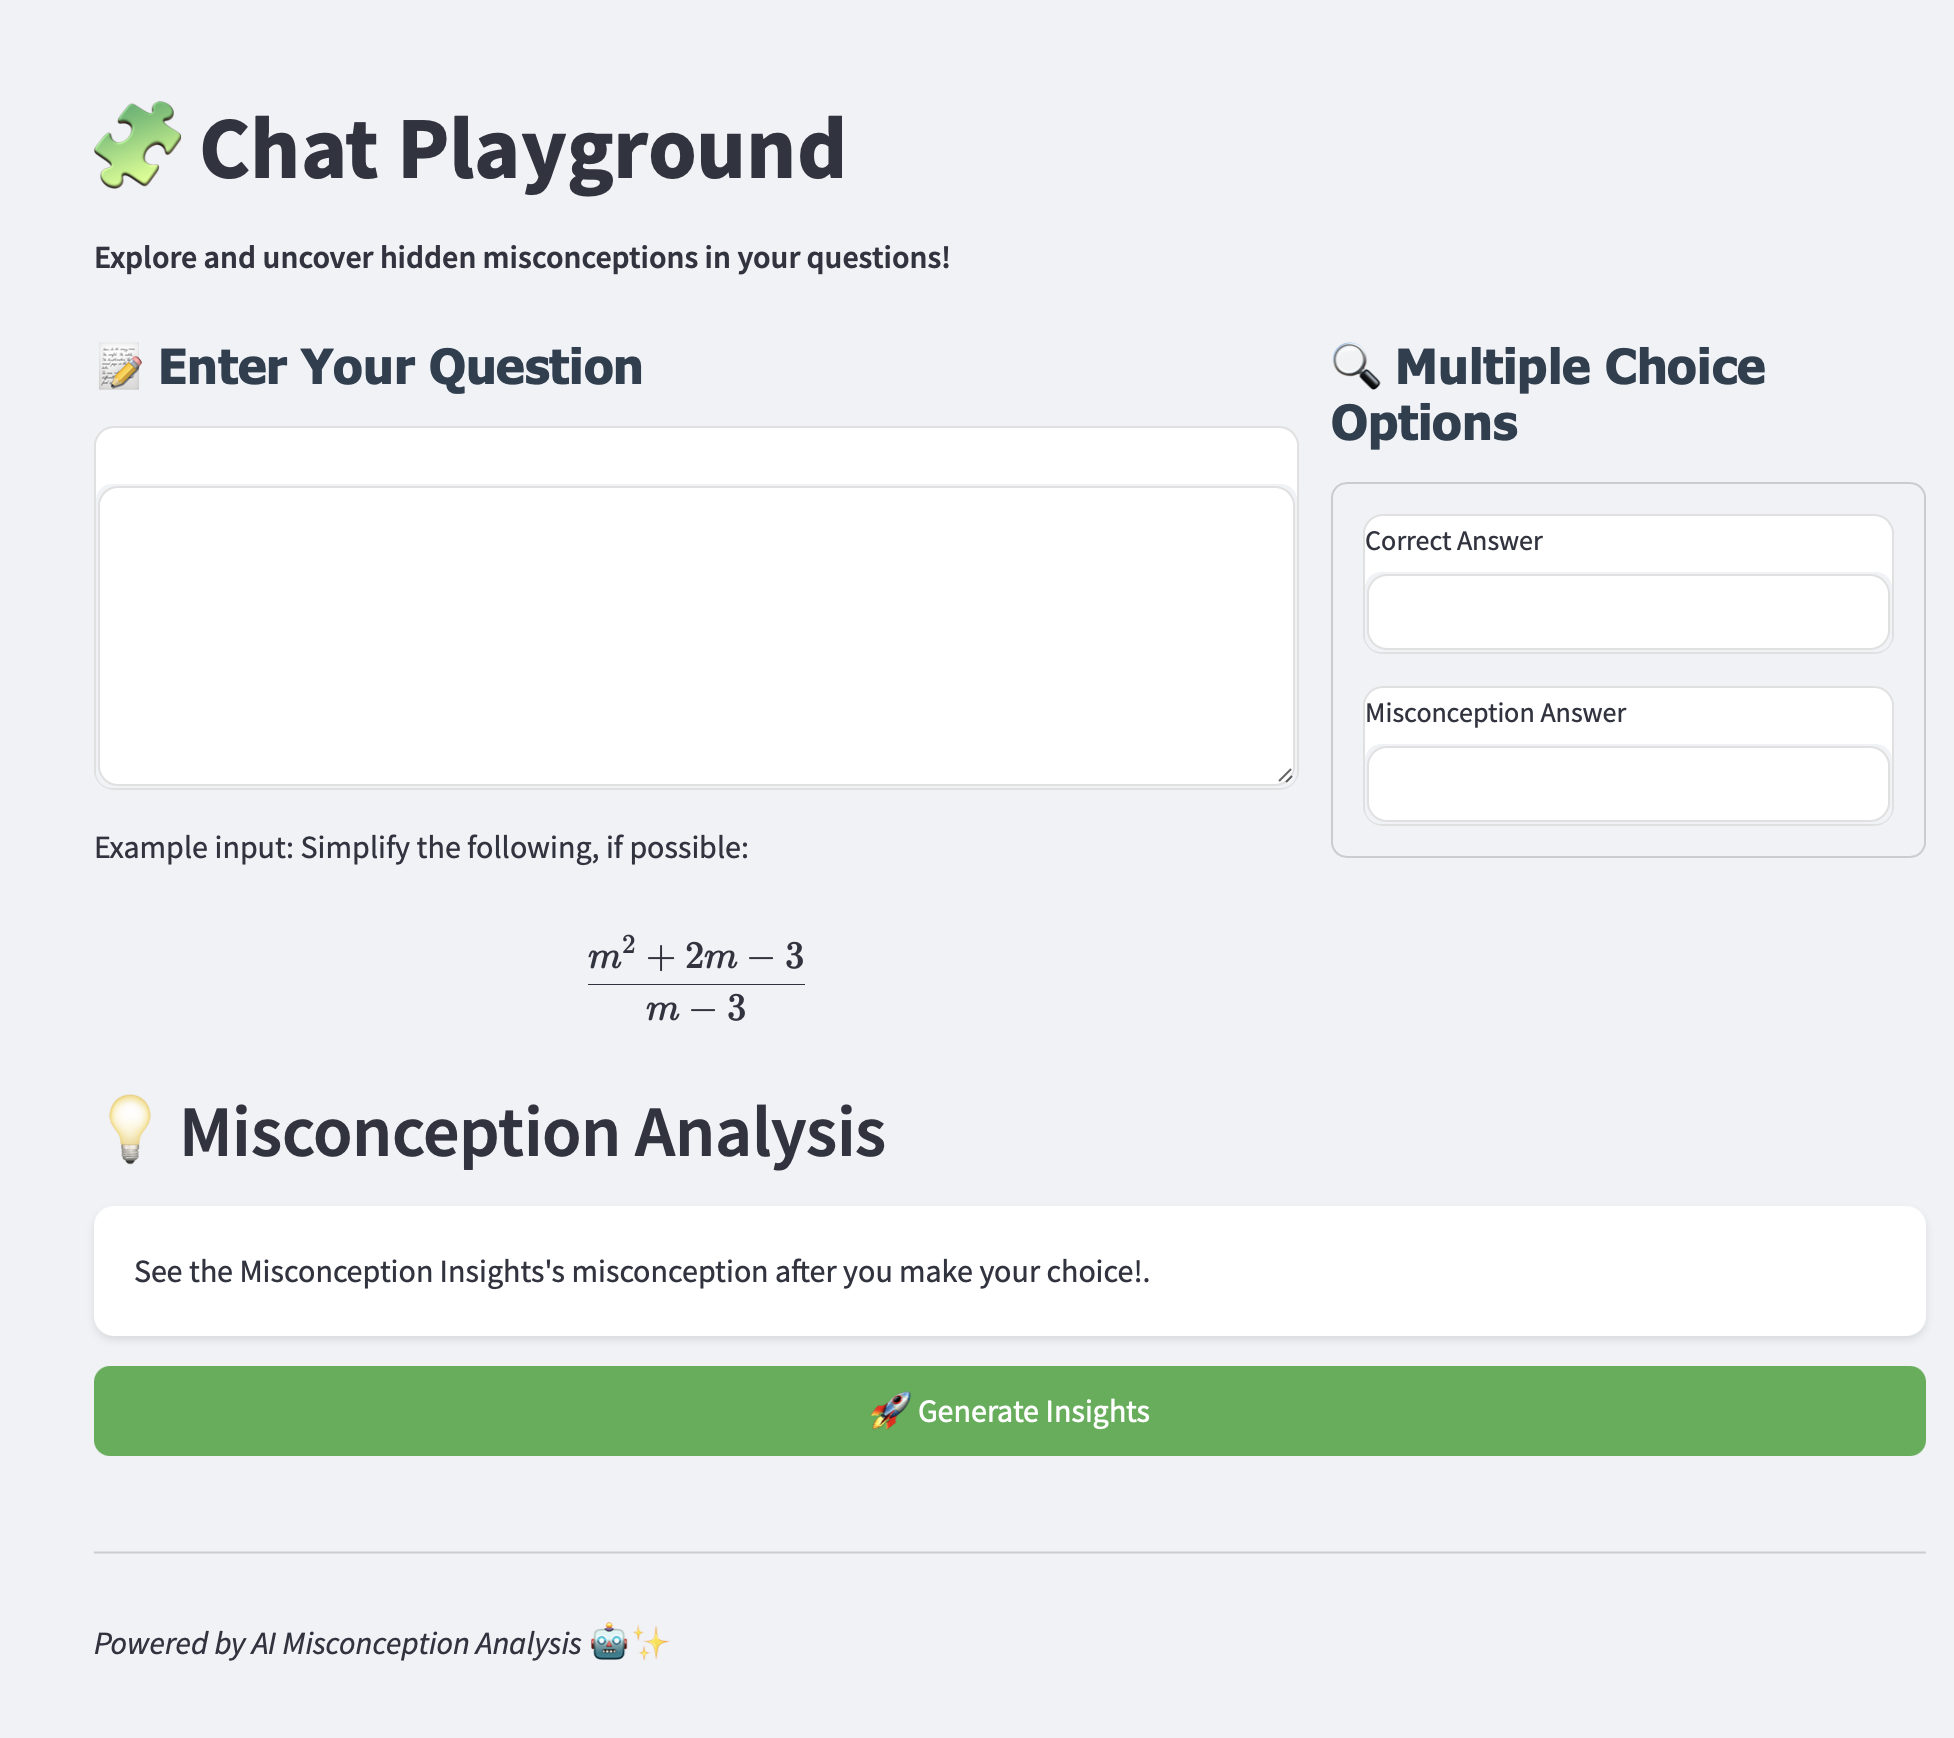 🧩 Chat Playground
Explore and uncover hidden misconceptions in your questions!
📝 Enter Your Question
Example input: Simplify the following, if possible:
m² + 2m − 3
m − 3
🔍 Multiple Choice
Options
Correct Answer
Misconception Answer
💡 Misconception Analysis
See the Misconception Insights's misconception after you make your choice!.
🚀 Generate Insights
Powered by AI Misconception Analysis 🤖✨